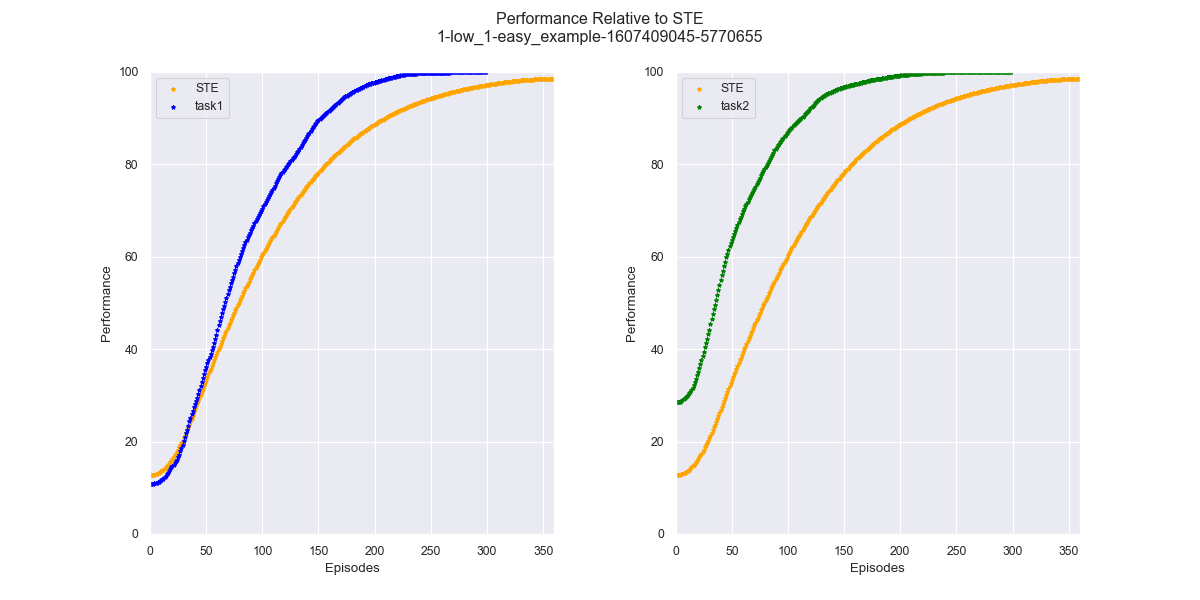 Performance Relative to STE
1-low_1-easy_example-1607409045-5770655
STE
task1
Performance
100
80
60
40
20
0
0 50 100 150 200 250 300 350
Episodes
STE
task2
Performance
100
80
60
40
20
0
0 50 100 150 200 250 300 350
Episodes